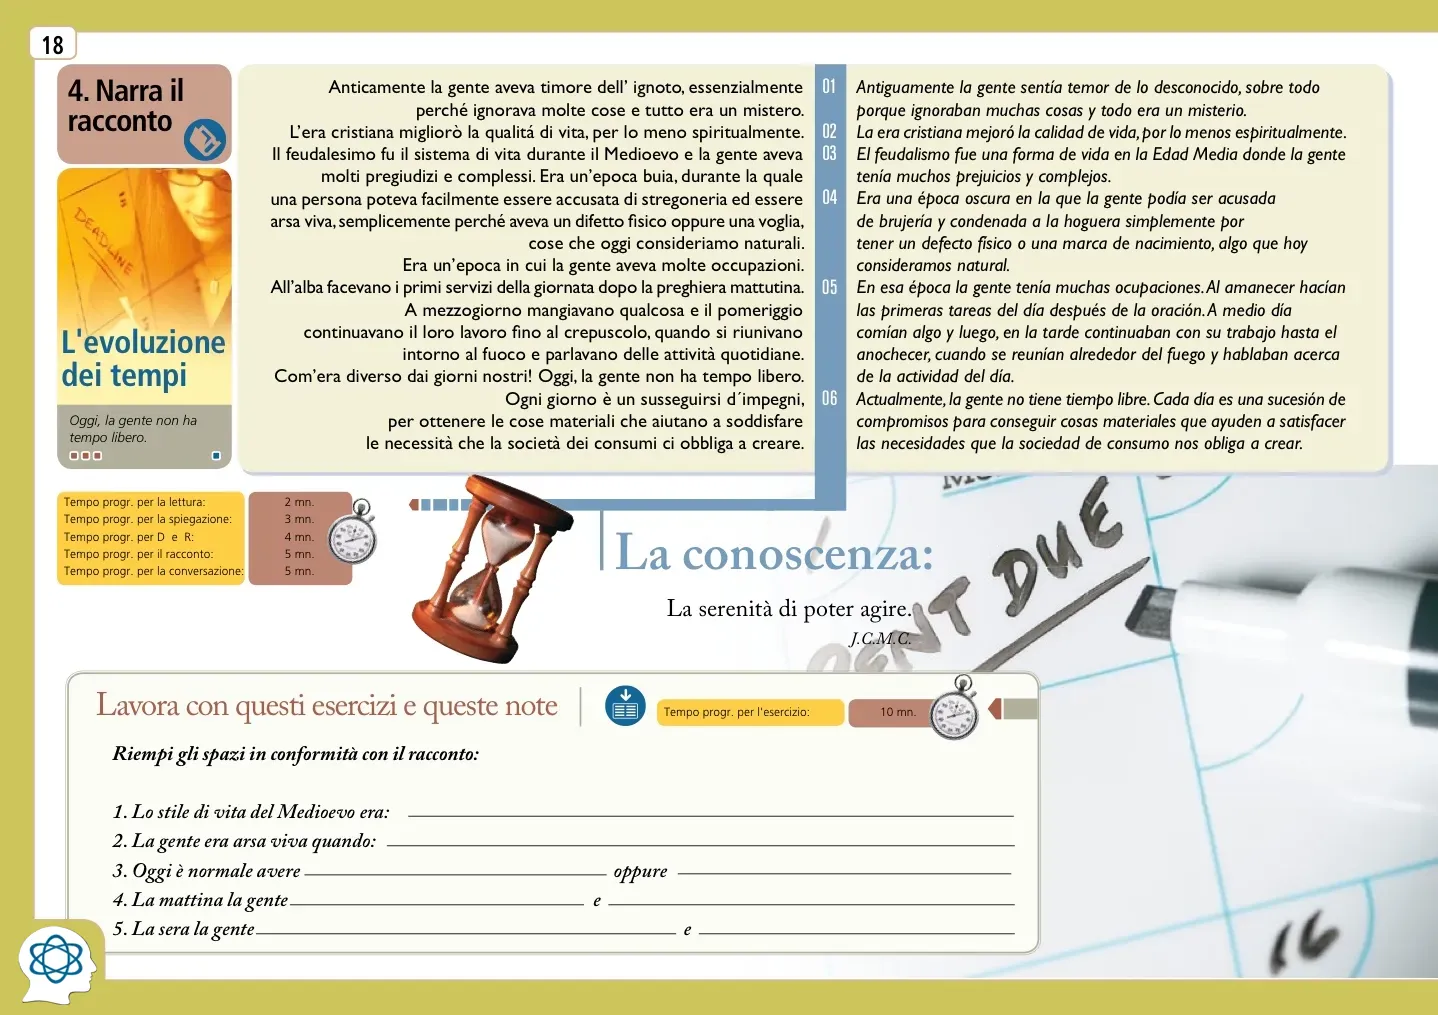 18
4. Narra il
racconto
DEADLINE
L'evoluzione
dei tempi
Oggi, la gente non ha
tempo libero.
Anticamente la gente aveva timore dell' ignoto, essenzialmente
perché ignorava molte cose e tutto era un mistero.
L'era cristiana migliorò la qualitá di vita, per lo meno spiritualmente.
Il feudalesimo fu il sistema di vita durante il Medioevo e la gente aveva
molti pregiudizi e complessi. Era un'epoca buia, durante la quale
una persona poteva facilmente essere accusata di stregoneria ed essere
arsa viva, semplicemente perché aveva un difetto fisico oppure una voglia,
cose che oggi consideriamo naturali.
Era un'epoca in cui la gente aveva molte occupazioni.
All'alba facevano i primi servizi della giornata dopo la preghiera mattutina.
A mezzogiorno mangiavano qualcosa e il pomeriggio
continuavano il loro lavoro fino al crepuscolo, quando si riunivano
intorno al fuoco e parlavano delle attività quotidiane.
Com'era diverso dai giorni nostri! Oggi, la gente non ha tempo libero.
Ogni giorno è un susseguirsi d´impegni,
per ottenere le cose materiali che aiutano a soddisfare
le necessità che la società dei consumi ci obbliga a creare.
01
02
03
04
05
06
Antiguamente la gente sentía temor de lo desconocido, sobre todo
porque ignoraban muchas cosas y todo era un misterio.
La era cristiana mejoró la calidad de vida, por lo menos espiritualmente.
El feudalismo fue una forma de vida en la Edad Media donde la gente
tenía muchos prejuicios y complejos.
Era una época oscura en la que la gente podía ser acusada
de brujería y condenada a la hoguera simplemente por
tener un defecto físico o una marca de nacimiento, algo que hoy
consideramos natural.
En esa época la gente tenía muchas ocupaciones. Al amanecer hacían
las primeras tareas del día después de la oración. A medio día
comían algo y luego, en la tarde continuaban con su trabajo hasta el
anochecer, cuando se reunían alrededor del fuego y hablaban acerca
de la actividad del día.
Actualmente, la gente no tiene tiempo libre. Cada día es una sucesión de
compromisos para conseguir cosas materiales que ayuden a satisfacer
las necesidades que la sociedad de consumo nos obliga a crear.
Tempo progr. per la lettura: 2 mn.
Tempo progr. per la spiegazione: 3 mn.
Tempo progr. per D e R: 4 mn.
Tempo progr. per il racconto: 5 mn.
Tempo progr. per la conversazione: 5 mn.
La conoscenza:
La serenità di poter agire.
J.C.M.C.
DUE
16
Lavora con questi esercizi e queste note
Tempo progr. per l'esercizio: 10 mn.
Riempi gli spazi in conformità con il racconto:
1. Lo stile di vita del Medioevo era:
2. La gente era arsa viva quando:
3. Oggi è normale avere oppure
4. La mattina la gente e
5. La sera la gente e